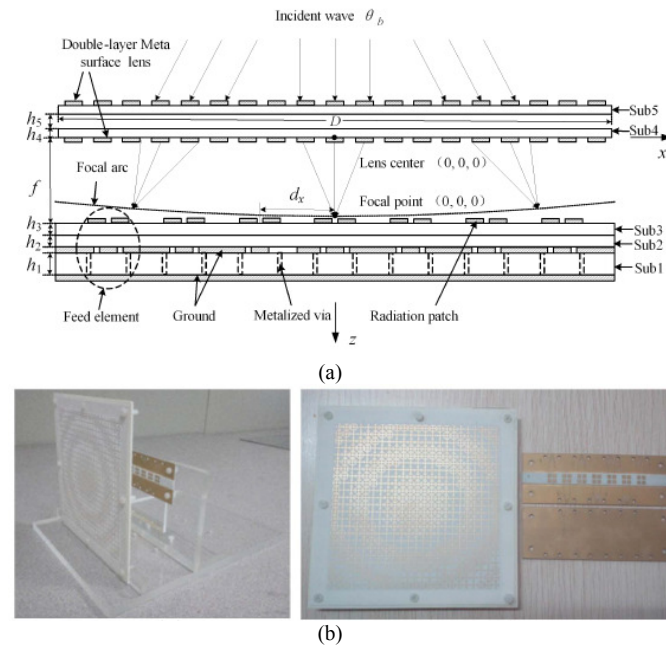 Incident wave θb
Double-layer Meta
surface lens
h5
D
Sub5
h4
Sub4
x
Lens center (0, 0, 0)
f
Focal arc
dx
Focal point (0, 0, 0)
h3
Sub3
h2
Sub2
h1
Sub1
Feed element
Ground
Metalized via
Radiation patch
z
(a)
(b)